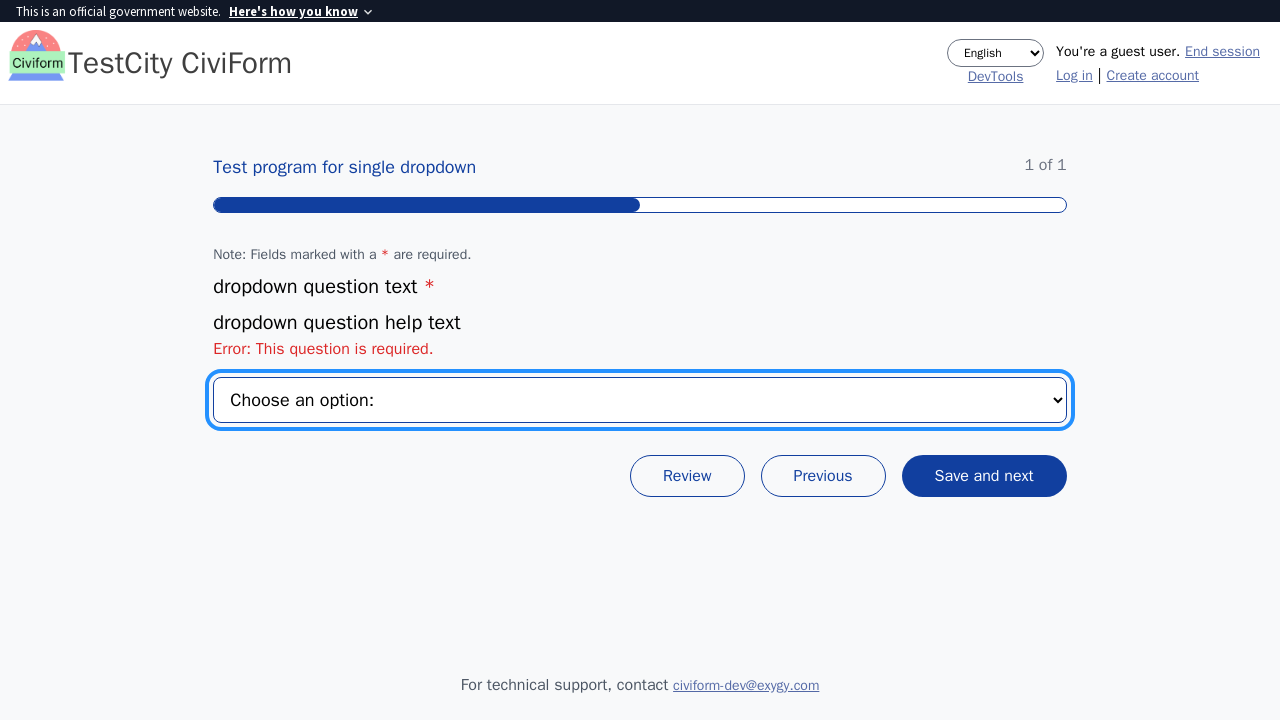 This is an official government website. Here's how you know
Civiform
TestCity CiviForm
English
DevTools
You're a guest user. End session
Log in | Create account
Test program for single dropdown
1 of 1
Note: Fields marked with a * are required.
dropdown question text *
dropdown question help text
Error: This question is required.
Choose an option:
Review
Previous
Save and next
For technical support, contact civiform-dev@exygy.com